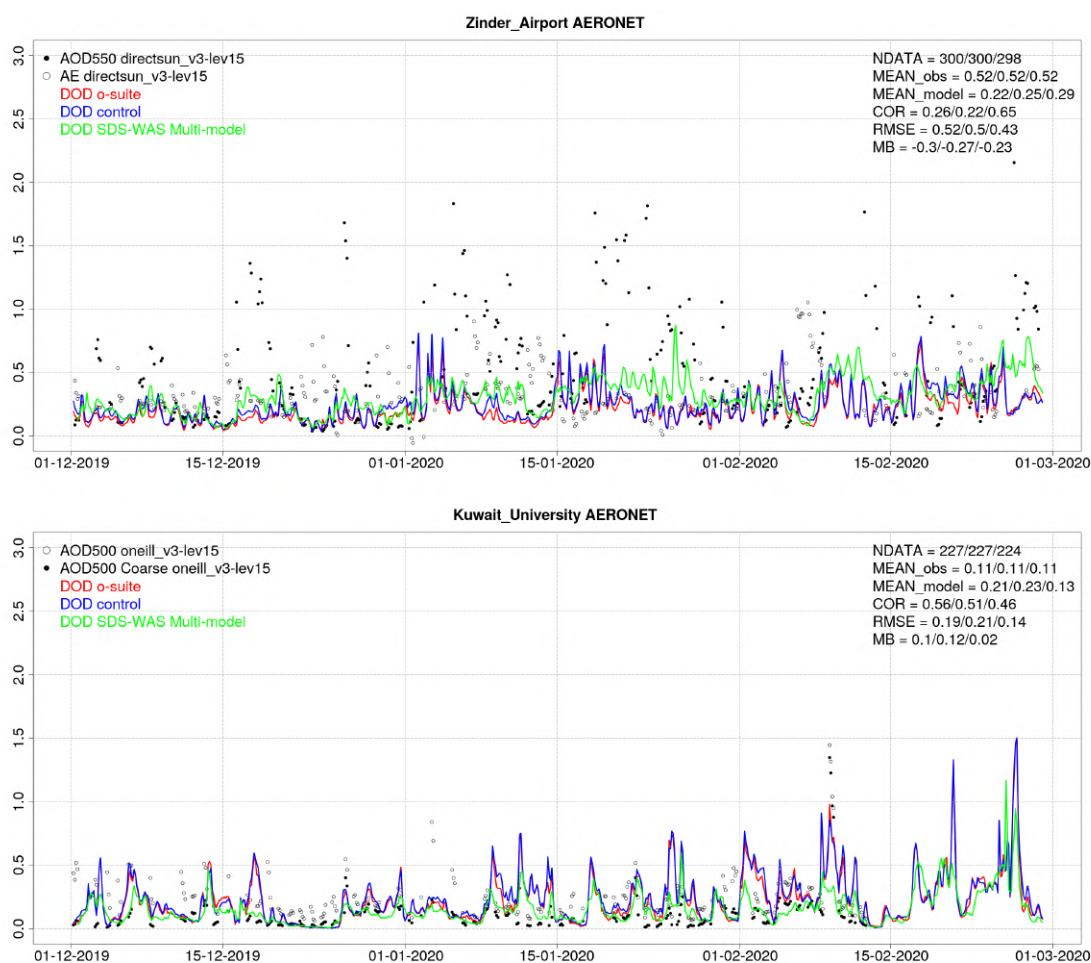 Zinder_Airport AERONET
AOD550 directsun_v3-lev15
AE directsun_v3-lev15
DOD o-suite
DOD control
DOD SDS-WAS Multi-model
NDATA = 300/300/298
MEAN_obs = 0.52/0.52/0.52
MEAN_model = 0.22/0.25/0.29
COR = 0.26/0.22/0.65
RMSE = 0.52/0.5/0.43
MB = -0.3/-0.27/-0.23
3.0
2.5
2.0
1.5
1.0
0.5
0.0
01-12-2019 15-12-2019 01-01-2020 15-01-2020 01-02-2020 15-02-2020 01-03-2020
Kuwait_University AERONET
AOD500 oneill_v3-lev15
AOD500 Coarse oneill_v3-lev15
DOD o-suite
DOD control
DOD SDS-WAS Multi-model
NDATA = 227/227/224
MEAN_obs = 0.11/0.11/0.11
MEAN_model = 0.21/0.23/0.13
COR = 0.56/0.51/0.46
RMSE = 0.19/0.21/0.14
MB = 0.1/0.12/0.02
3.0
2.5
2.0
1.5
1.0
0.5
0.0
01-12-2019 15-12-2019 01-01-2020 15-01-2020 01-02-2020 15-02-2020 01-03-2020